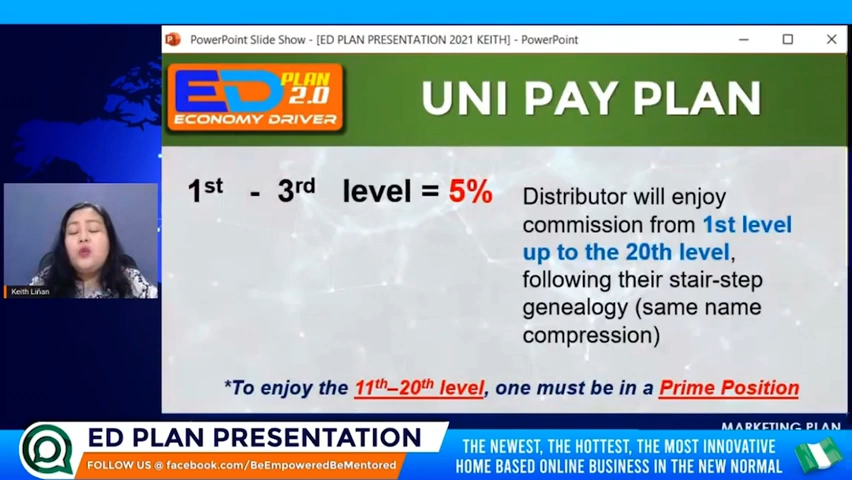 PowerPoint Slide Show - [ED PLAN PRESENTATION 2021 KEITH] - PowerPoint
ED PLAN 2.0
ECONOMY DRIVER
UNI PAY PLAN
1st - 3rd level = 5%
Distributor will enjoy
commission from 1st level
up to the 20th level,
following their stair-step
genealogy (same name
compression)
*To enjoy the 11th–20th level, one must be in a Prime Position
Keith Liñan
MARKETING PLAN
ED PLAN PRESENTATION
FOLLOW US @ facebook.com/BeEmpoweredBeMentored
THE NEWEST, THE HOTTEST, THE MOST INNOVATIVE
HOME BASED ONLINE BUSINESS IN THE NEW NORMAL